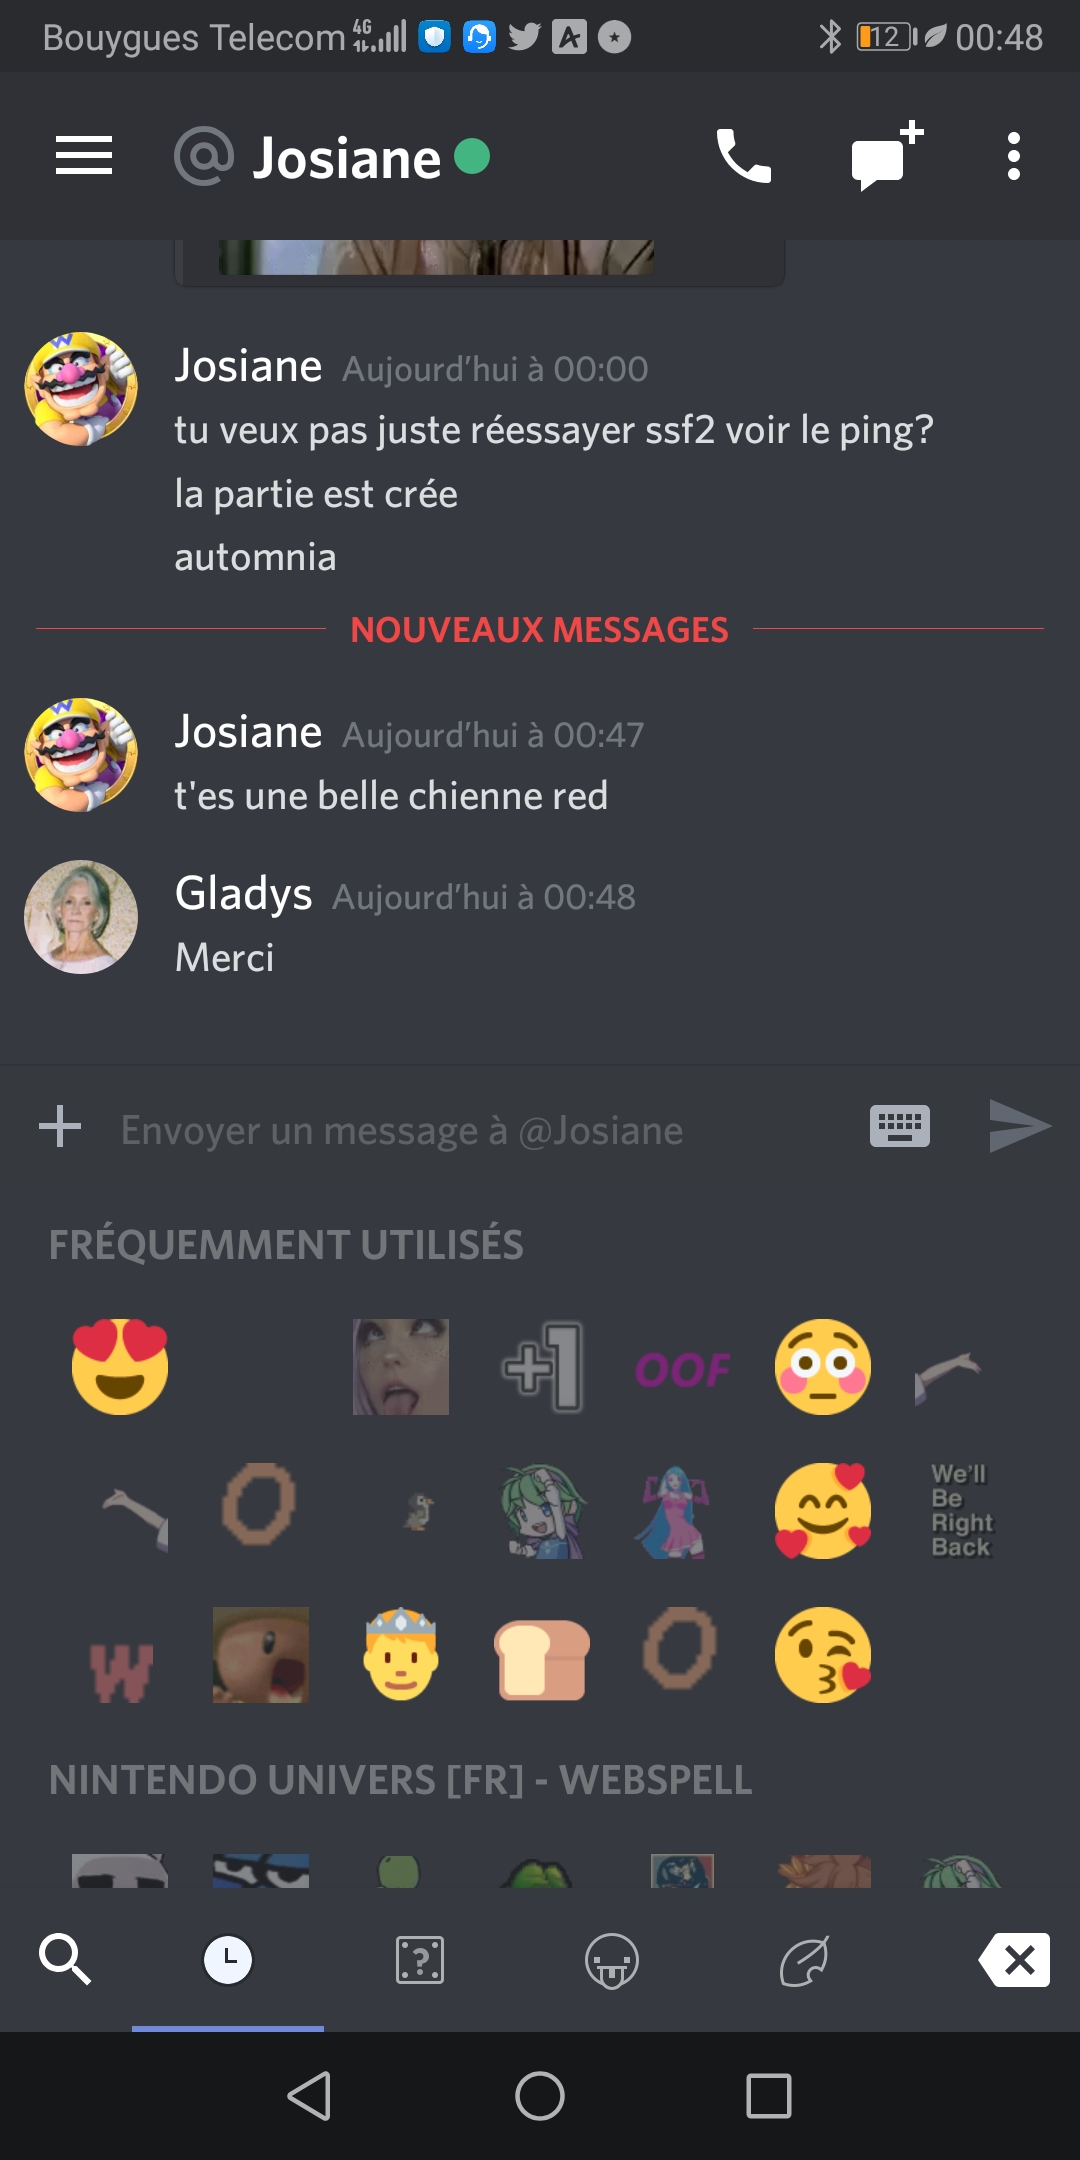 Bouygues Telecom 4G 12 00:48
@ Josiane
Josiane Aujourd'hui à 00:00
tu veux pas juste réessayer ssf2 voir le ping?
la partie est crée
automnia
NOUVEAUX MESSAGES
Josiane Aujourd'hui à 00:47
t'es une belle chienne red
Gladys Aujourd'hui à 00:48
Merci
Envoyer un message à @Josiane
FRÉQUEMMENT UTILISÉS
+1 OOF
We'll
Be
Right
Back
W
NINTENDO UNIVERS [FR] - WEBSPELL